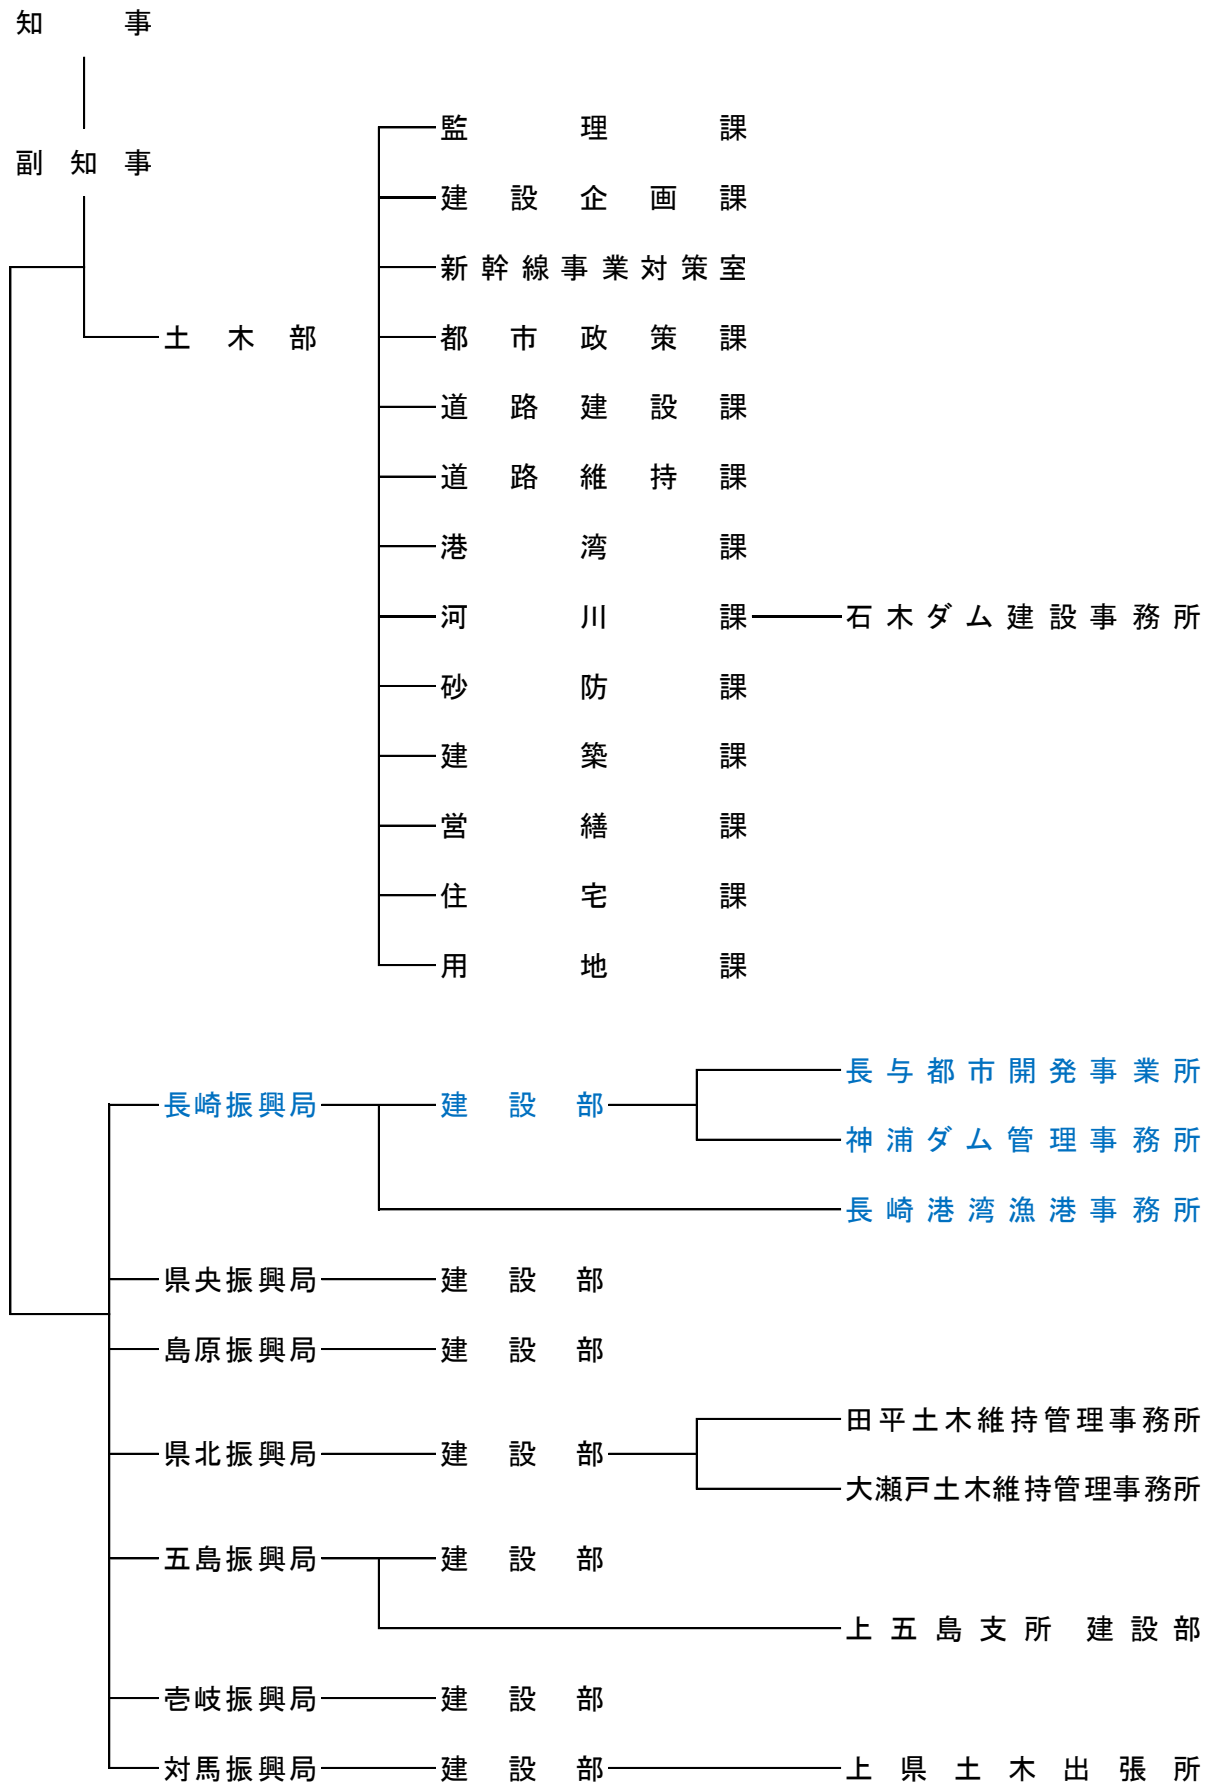 知事
副知事
監理課
建設企画課
新幹線事業対策室
土木部
都市政策課
道路建設課
道路維持課
港湾課
河川課
石木ダム建設事務所
砂防課
建築課
営繕課
住宅課
用地課
長与都市開発事業所
長崎振興局
建設部
神浦ダム管理事務所
長崎港湾漁港事務所
県央振興局
建設部
島原振興局
建設部
田平土木維持管理事務所
県北振興局
建設部
大瀬戸土木維持管理事務所
五島振興局
建設部
上五島支所 建設部
壱岐振興局
建設部
対馬振興局
建設部
上県土木出張所